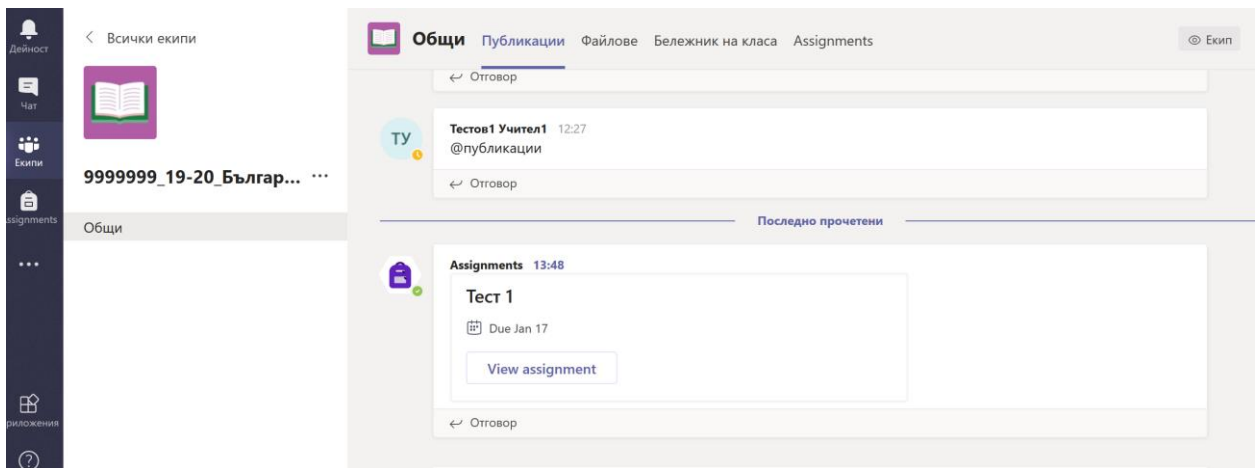 Дейност
Чат
Екипи
ssignments
риложения
Всички екипи
9999999_19-20_Българ...
Общи
Общи Публикации Файлове Бележник на класа Assignments
Екип
Отговор
ТУ
Тестов1 Учител1 12:27
@публикации
Отговор
Последно прочетени
Assignments 13:48
Тест 1
Due Jan 17
View assignment
Отговор